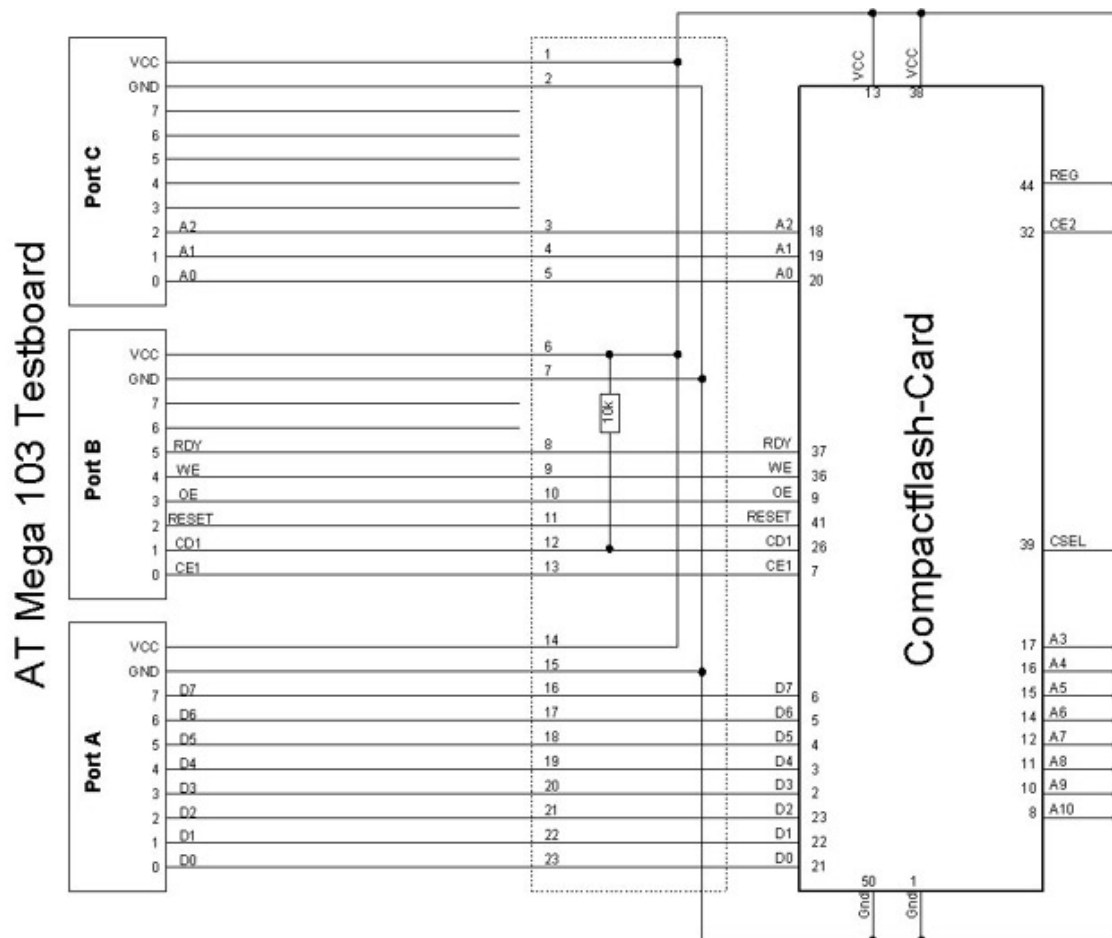 AT Mega 103 Testboard
Port C
VCC 1
GND 2
7
6
5
4
3
2 A2 3 A2 18
1 A1 4 A1 19
0 A0 5 A0 20
Port B
VCC 6
GND 7
7
6
5 RDY 8 RDY 37
4 WE 9 WE 36
3 OE 10 OE 9
2 RESET 11 RESET 41
1 CD1 12 CD1 26
0 CE1 13 CE1 7
10k
Port A
VCC 14
GND 15
7 D7 16 D7 6
6 D6 17 D6 5
5 D5 18 D5 4
4 D4 19 D4 3
3 D3 20 D3 2
2 D2 21 D2 23
1 D1 22 D1 22
0 D0 23 D0 21
Compactflash-Card
VCC VCC
13 38
44 REG
32 CE2
39 CSEL
17 A3
16 A4
15 A5
14 A6
12 A7
11 A8
10 A9
8 A10
50 1
Gnd Gnd